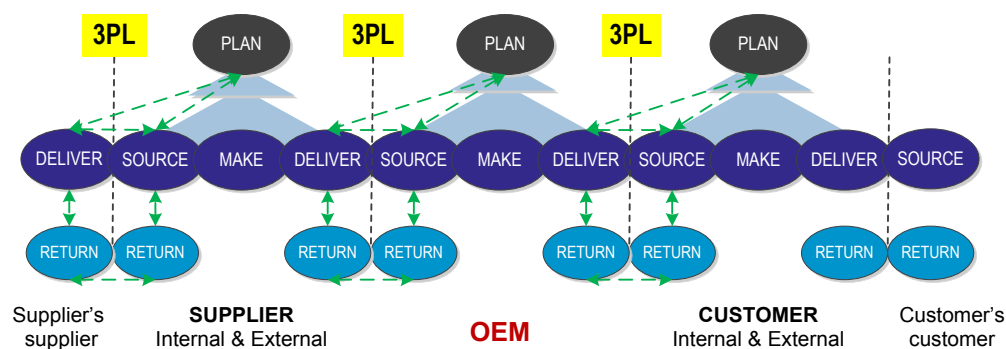 3PL
3PL
3PL
PLAN
PLAN
PLAN
DELIVER SOURCE MAKE DELIVER SOURCE MAKE DELIVER SOURCE MAKE DELIVER SOURCE
RETURN RETURN RETURN RETURN RETURN RETURN RETURN RETURN
Supplier's
supplier
SUPPLIER
Internal & External
OEM
CUSTOMER
Internal & External
Customer's
customer